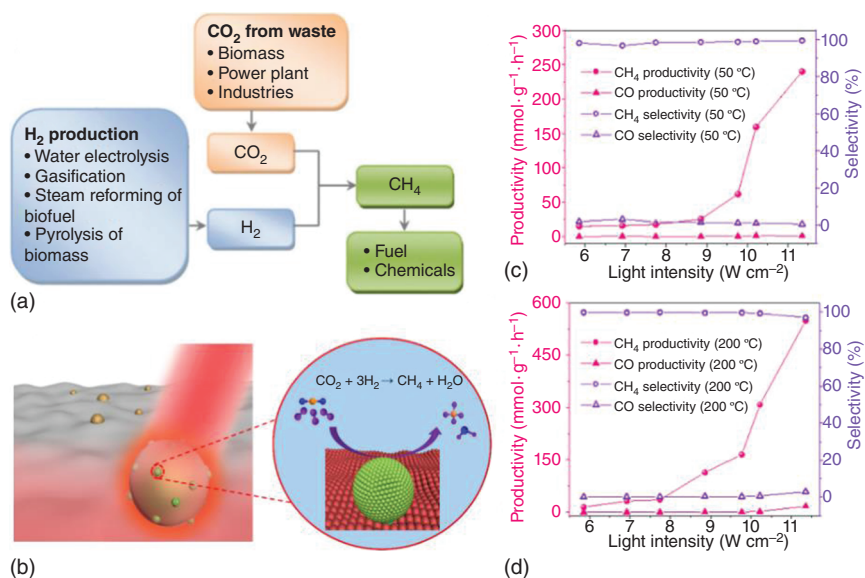 CO2 from waste
• Biomass
• Power plant
• Industries
H2 production
• Water electrolysis
• Gasification
• Steam reforming of
biofuel
• Pyrolysis of
biomass
CO2
H2
CH4
• Fuel
• Chemicals
(a)
CO2 + 3H2 → CH4 + H2O
(b)
Productivity (mmol·g−1·h−1)
300
250
200
150
100
50
0
CH4 productivity (50 °C)
CO productivity (50 °C)
CH4 selectivity (50 °C)
CO selectivity (50 °C)
100
80
60
40
20
0
Selectivity (%)
6 7 8 9 10 11
Light intensity (W cm−2)
(c)
Productivity (mmol·g−1·h−1)
600
450
300
150
0
CH4 productivity (200 °C)
CO productivity (200 °C)
CH4 selectivity (200 °C)
CO selectivity (200 °C)
100
80
60
40
20
0
Selectivity (%)
6 7 8 9 10 11
Light intensity (W cm−2)
(d)